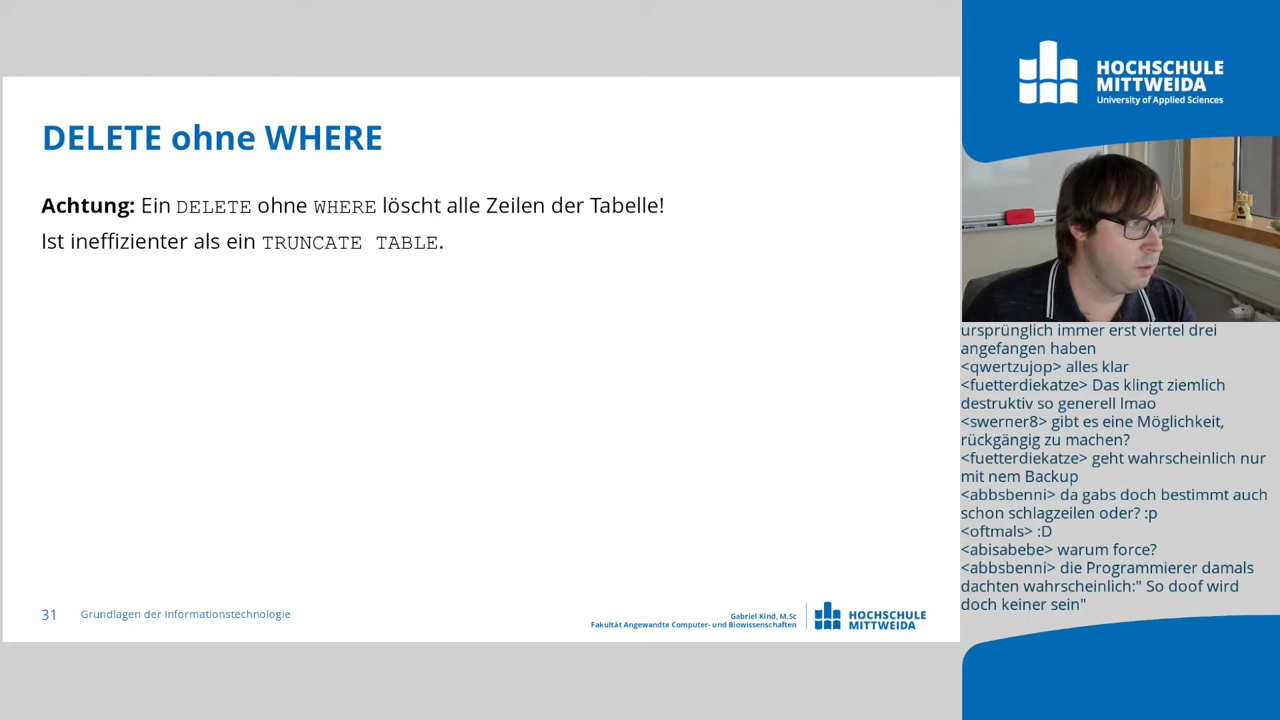 DELETE ohne WHERE
Achtung: Ein DELETE ohne WHERE löscht alle Zeilen der Tabelle!
Ist ineffizienter als ein TRUNCATE TABLE.
31 Grundlagen der Informationstechnologie
Gabriel Kind, M.Sc
Fakultät Angewandte Computer- und Biowissenschaften
HOCHSCHULE
MITTWEIDA
HOCHSCHULE
MITTWEIDA
University of Applied Sciences
ursprünglich immer erst viertel drei
angefangen haben
<qwertzujop> alles klar
<fuetterdiekatze> Das klingt ziemlich
destruktiv so generell lmao
<swerner8> gibt es eine Möglichkeit,
rückgängig zu machen?
<fuetterdiekatze> geht wahrscheinlich nur
mit nem Backup
<abbsbenni> da gabs doch bestimmt auch
schon schlagzeilen oder? :p
<oftmals> :D
<abisabebe> warum force?
<abbsbenni> die Programmierer damals
dachten wahrscheinlich:" So doof wird
doch keiner sein"